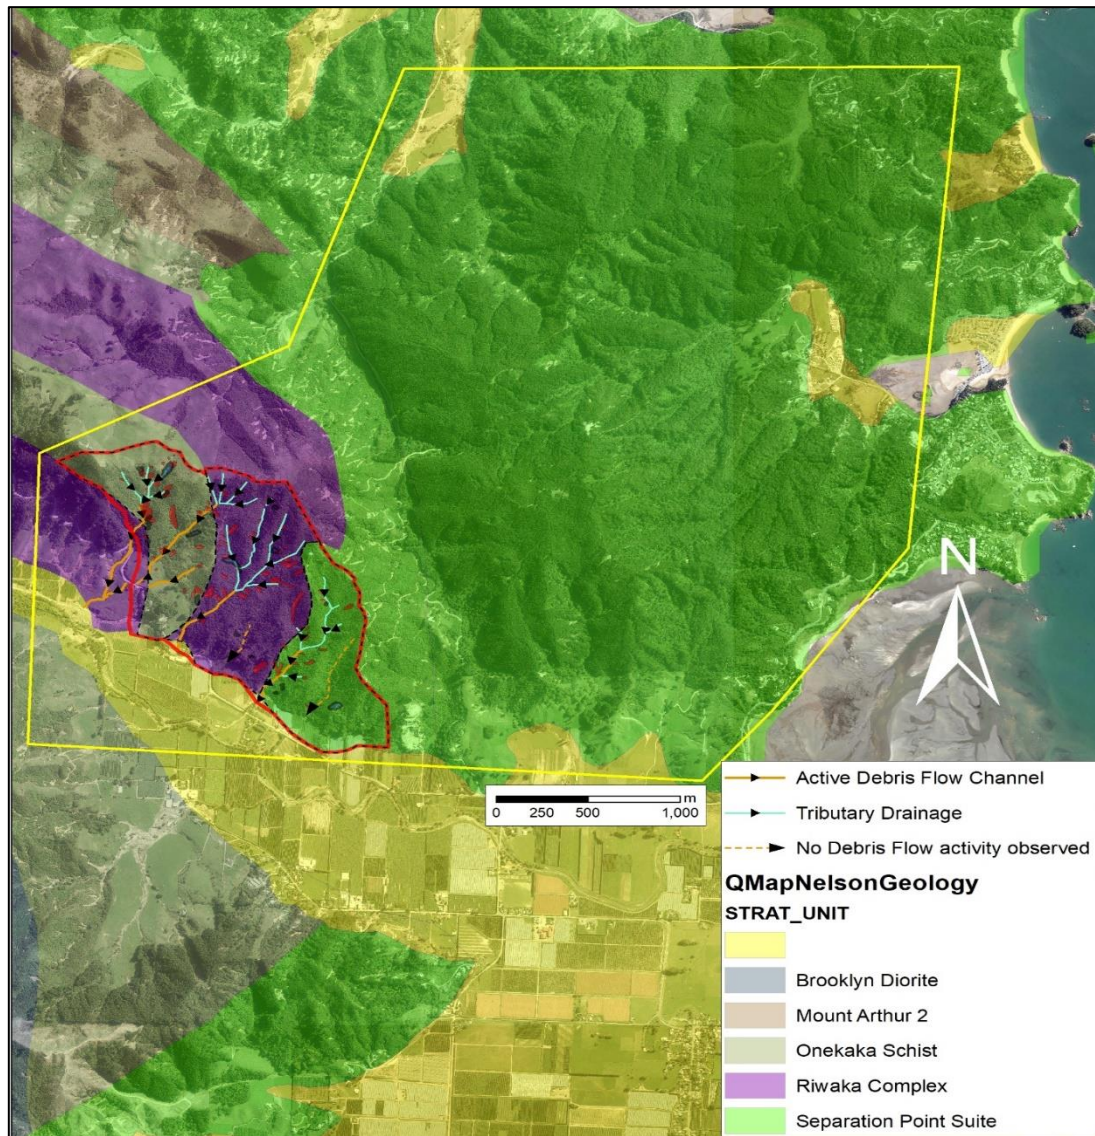 N
m
0 250 500 1,000
Active Debris Flow Channel
Tributary Drainage
No Debris Flow activity observed
QMapNelsonGeology
STRAT_UNIT
Brooklyn Diorite
Mount Arthur 2
Onekaka Schist
Riwaka Complex
Separation Point Suite